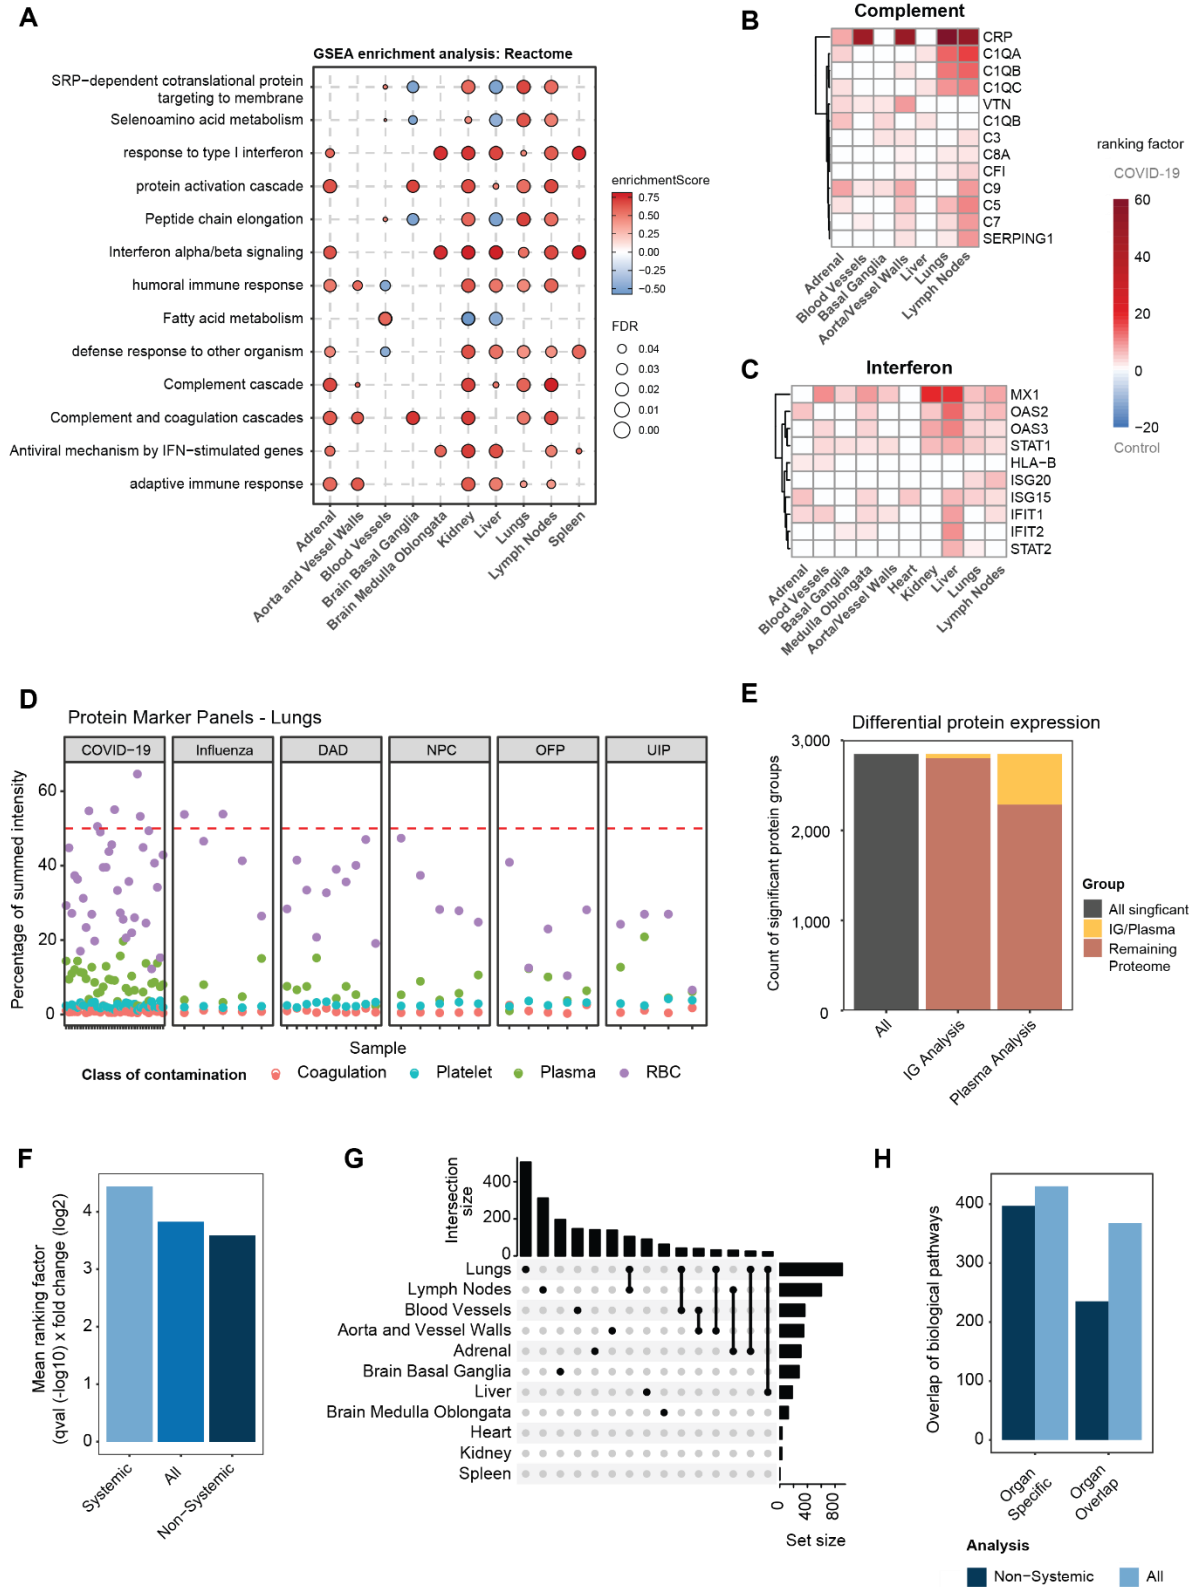 A
GSEA enrichment analysis: Reactome
SRP−dependent cotranslational protein
targeting to membrane
Selenoamino acid metabolism
response to type I interferon
protein activation cascade
Peptide chain elongation
Interferon alpha/beta signaling
humoral immune response
Fatty acid metabolism
defense response to other organism
Complement cascade
Complement and coagulation cascades
Antiviral mechanism by IFN−stimulated genes
adaptive immune response
Adrenal
Aorta and Vessel Walls
Blood Vessels
Brain Basal Ganglia
Brain Medulla Oblongata
Kidney
Liver
Lungs
Lymph Nodes
Spleen
enrichmentScore
0.75
0.50
0.25
0.00
−0.25
−0.50
FDR
0.04
0.03
0.02
0.01
0.00
B
Complement
CRP
C1QA
C1QB
C1QC
VTN
C1QB
C3
C8A
CFI
C9
C5
C7
SERPING1
Adrenal
Blood Vessels
Basal Ganglia
Aorta/Vessel Walls
Liver
Lungs
Lymph Nodes
ranking factor
COVID-19
60
40
20
0
−20
Control
C
Interferon
MX1
OAS2
OAS3
STAT1
HLA−B
ISG20
ISG15
IFIT1
IFIT2
STAT2
Adrenal
Blood Vessels
Basal Ganglia
Medulla Oblongata
Aorta/Vessel Walls
Heart
Kidney
Liver
Lungs
Lymph Nodes
D
Protein Marker Panels - Lungs
COVID−19
Influenza
DAD
NPC
OFP
UIP
Percentage of summed intensity
60
40
20
0
Sample
Class of contamination
Coagulation
Platelet
Plasma
RBC
E
Differential protein expression
Count of significant protein groups
3,000
2,000
1,000
0
All
IG Analysis
Plasma Analysis
Group
All singficant
IG/Plasma
Remaining
Proteome
F
Mean ranking factor
(qval (-log10) x fold change (log2)
4
3
2
1
0
Systemic
All
Non−Systemic
G
Intersection
size
400
200
0
Lungs
Lymph Nodes
Blood Vessels
Aorta and Vessel Walls
Adrenal
Brain Basal Ganglia
Liver
Brain Medulla Oblongata
Heart
Kidney
Spleen
0
400
800
Set size
H
Overlap of biological pathways
400
300
200
100
0
Organ
Specific
Organ
Overlap
Analysis
Non−Systemic
All